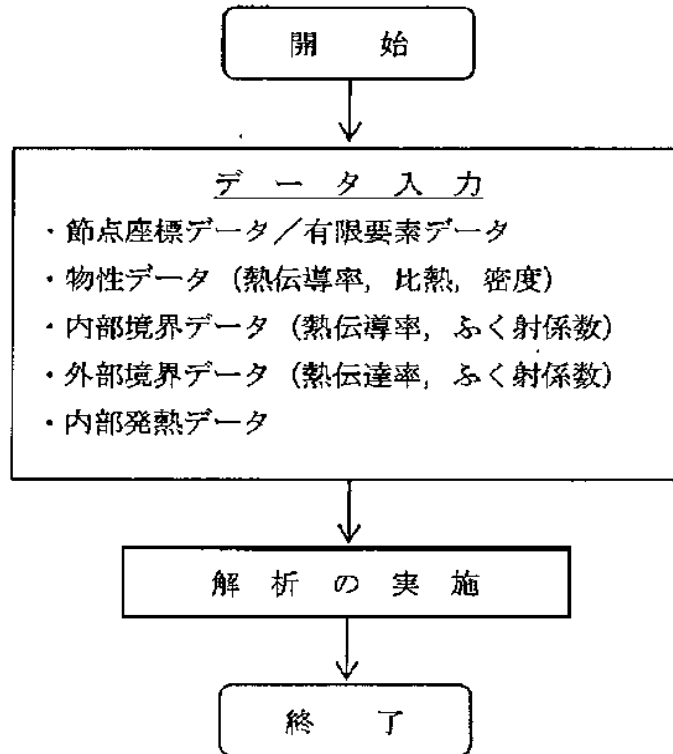 開始
データ入力
・節点座標データ／有限要素データ
・物性データ（熱伝導率，比熱，密度）
・内部境界データ（熱伝導率，ふく射係数）
・外部境界データ（熱伝達率，ふく射係数）
・内部発熱データ
解析の実施
終了